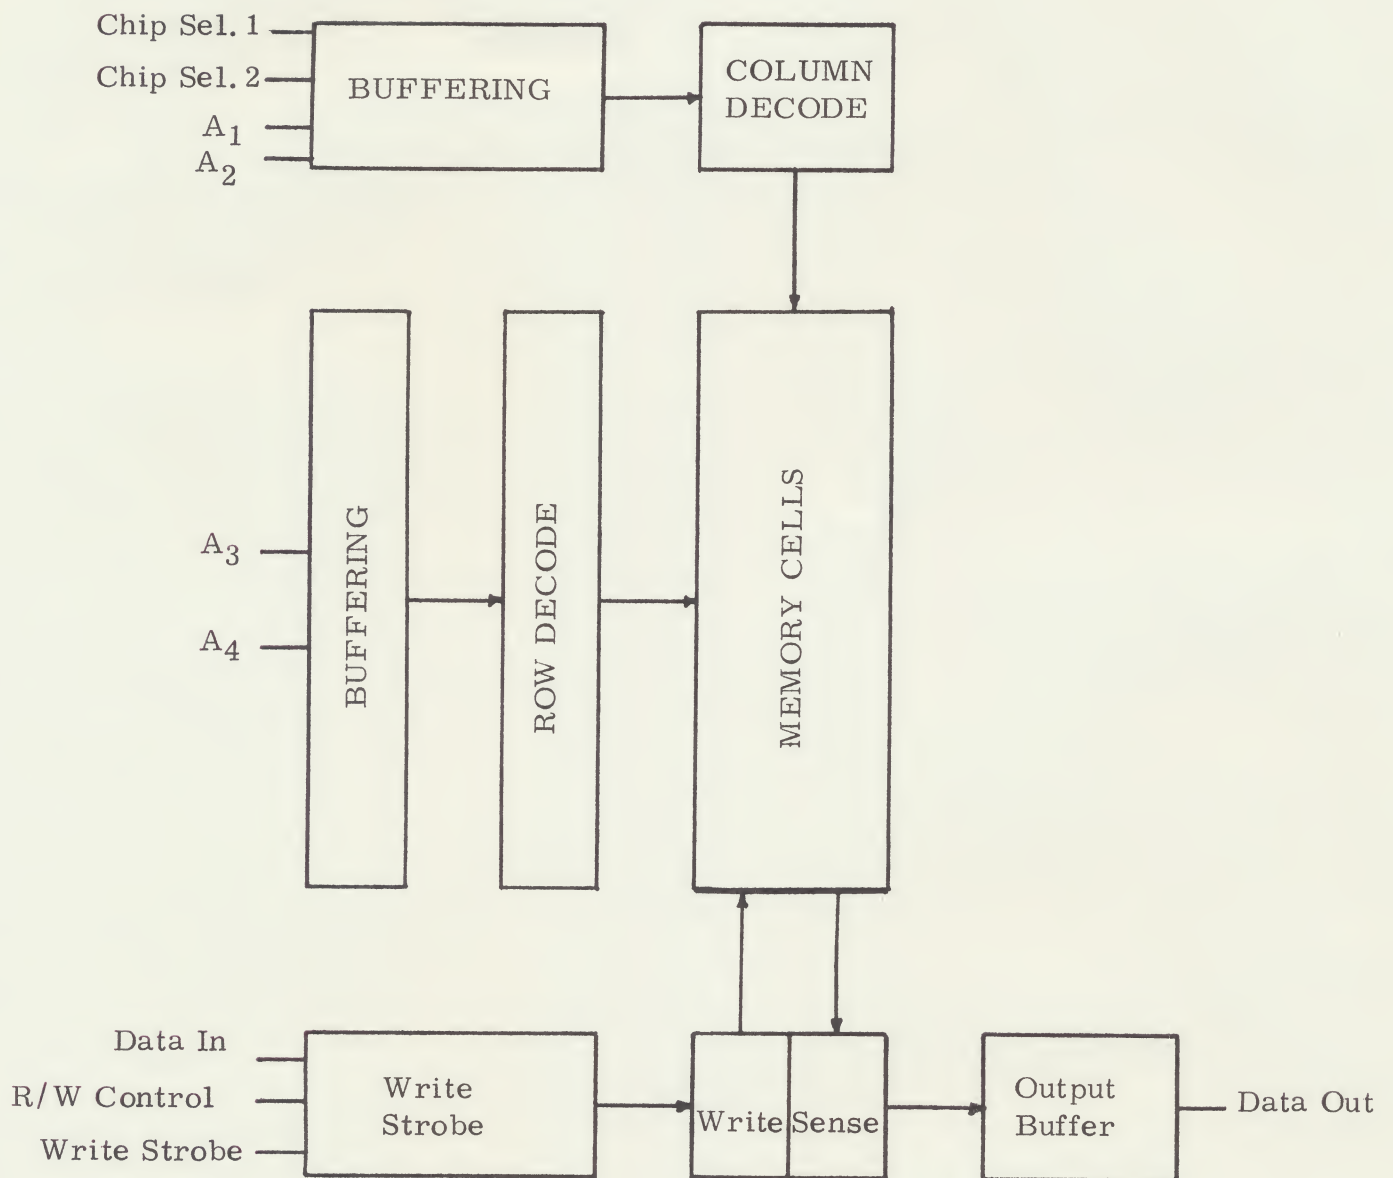 Chip Sel. 1
Chip Sel. 2
A1
A2
BUFFERING
COLUMN
DECODE
A3
A4
BUFFERING
ROW DECODE
MEMORY CELLS
Data In
R/W Control
Write Strobe
Write
Strobe
Write
Sense
Output
Buffer
Data Out